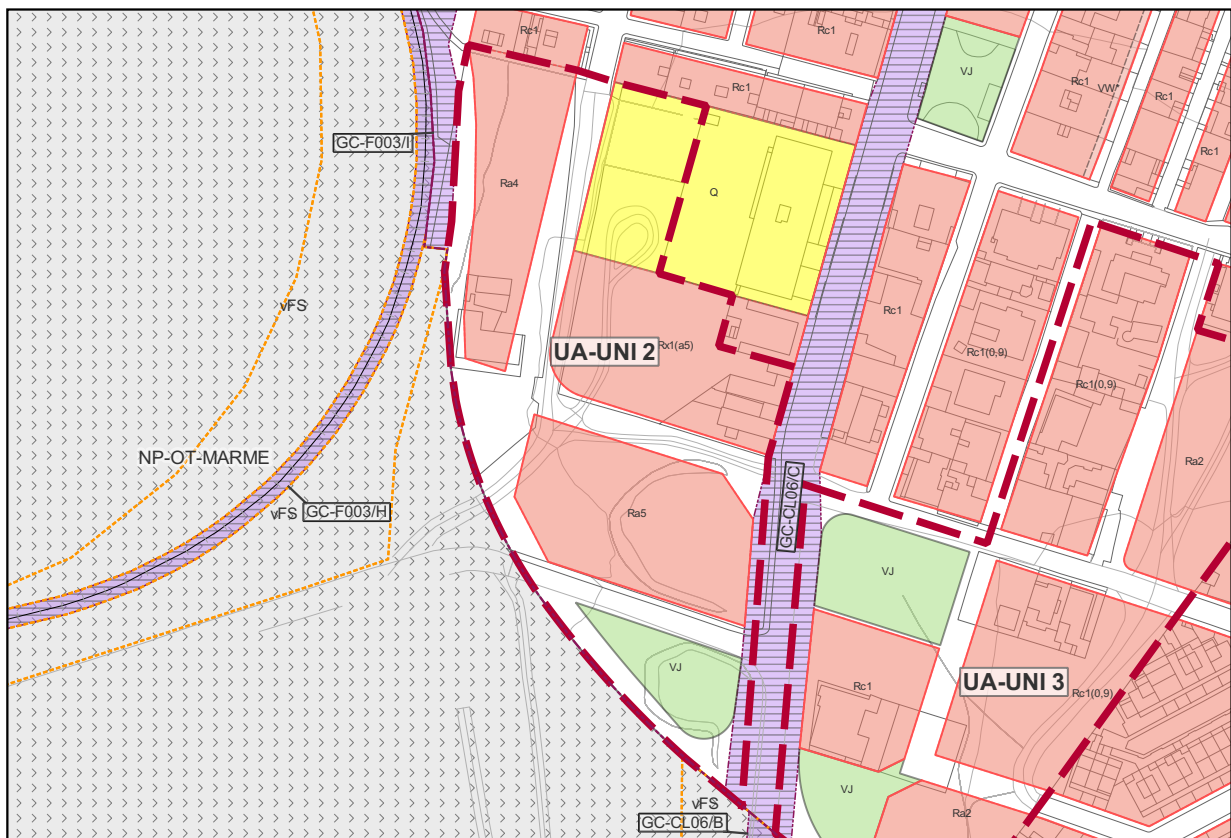 Rc1
Rc1
VJ
Rc1
Rc1
VW*
Rc1
GC-F003/I
Rc1
Ra4
Q
vFS
Rc1
Rx1(a5)
UA-UNI 2
Rc1(0,9)
Rc1(0,9)
NP-OT-MARME
Ra2
GC-CL06/C
vFS
GC-F003/H
Ra5
VJ
VJ
Rc1
UA-UNI 3
Rc1(0,9)
VJ
vFS
Ra2
GC-CL06/B